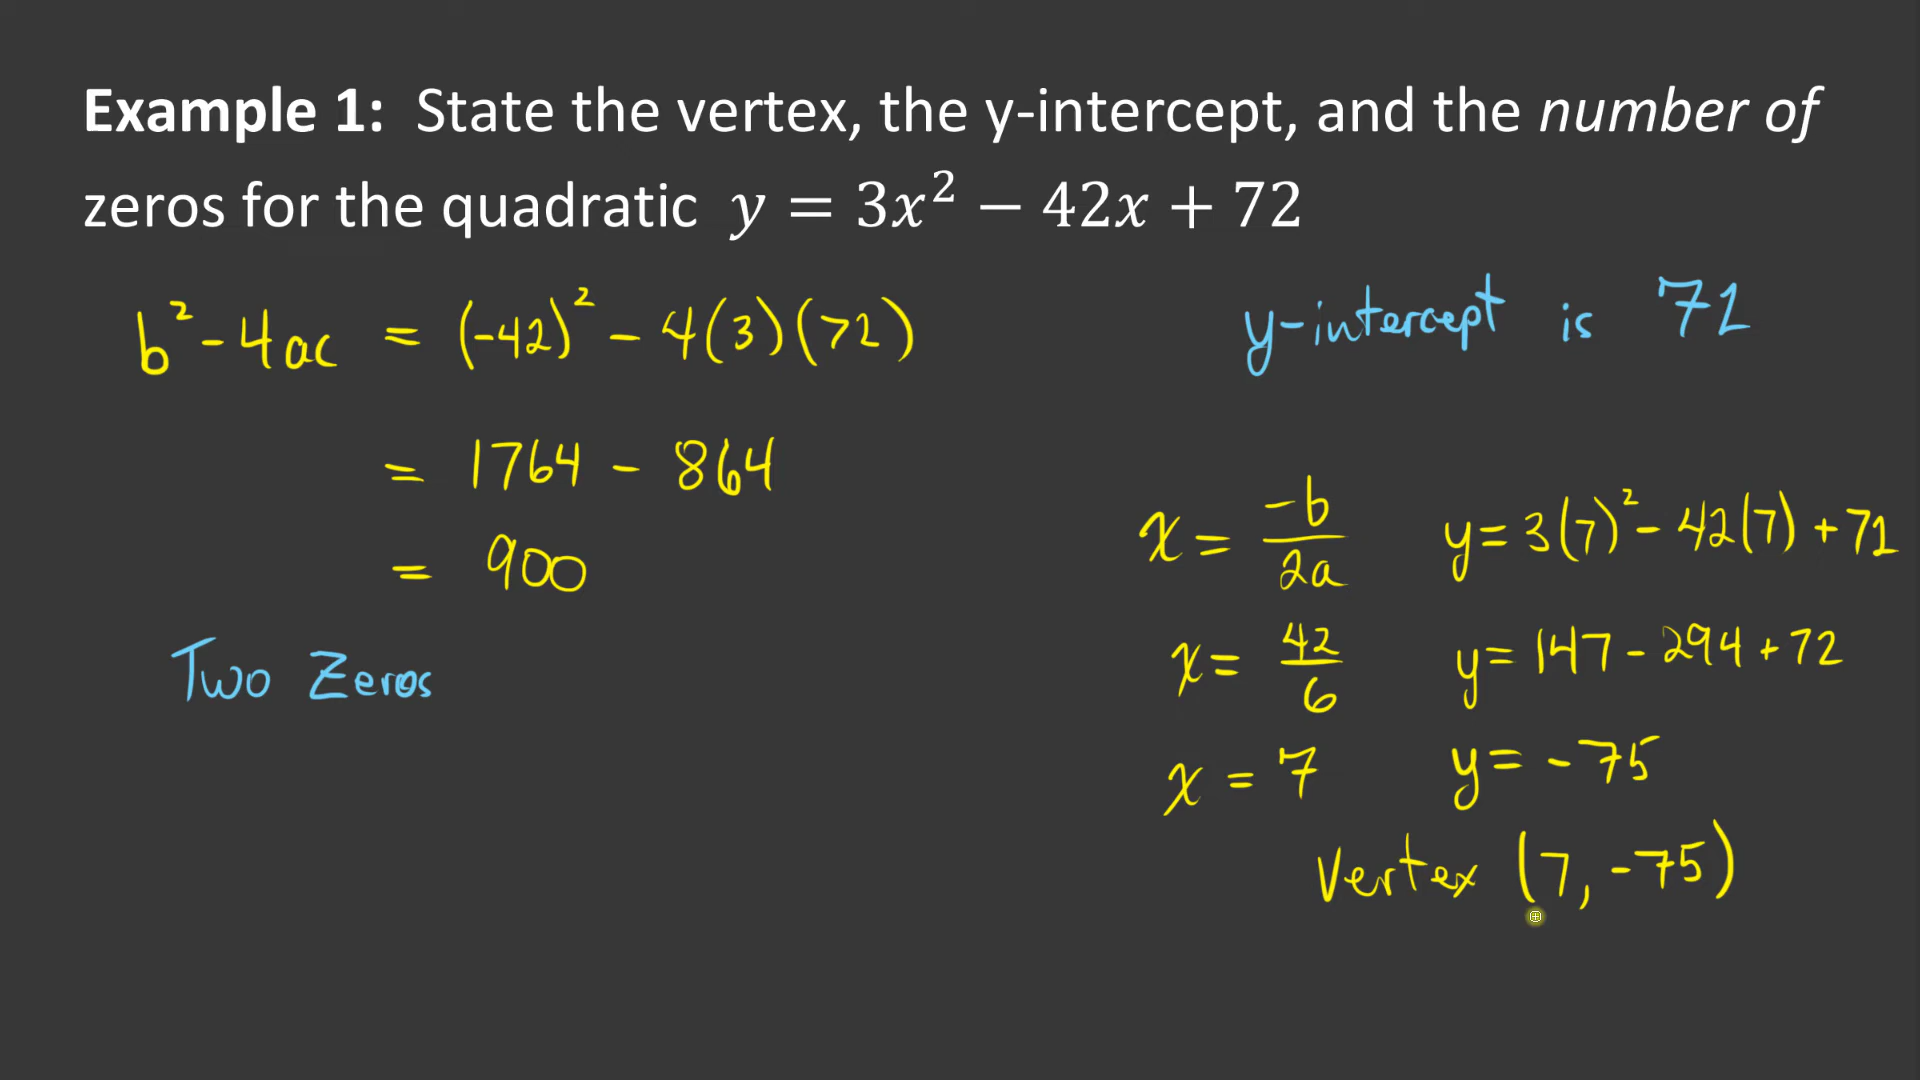 Example 1: State the vertex, the y-intercept, and the number of
zeros for the quadratic y = 3x² − 42x + 72
b² - 4ac = (-42)² - 4(3)(72)
= 1764 - 864
= 900
Two Zeros
y-intercept is 72
x = -b/2a
x = 42/6
x = 7
y = 3(7)² - 42(7) + 72
y = 147 - 294 + 72
y = -75
Vertex (7, -75)